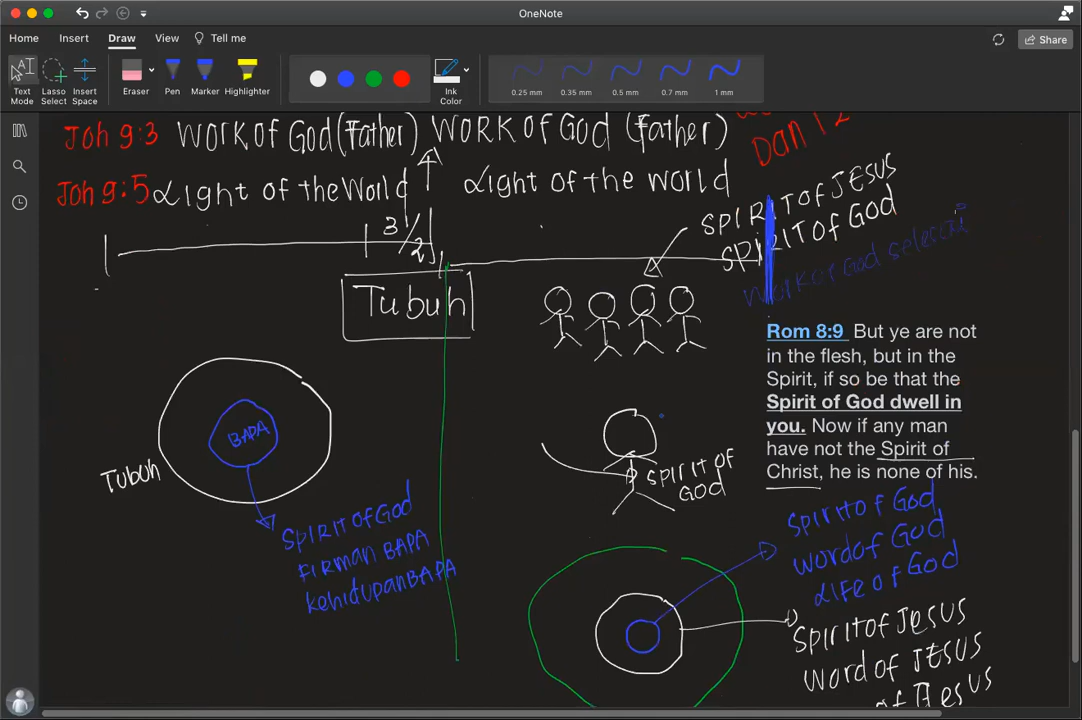 OneNote
Home Insert Draw View Tell me
Share
Text Mode
Lasso Select
Insert Space
Eraser
Pen
Marker
Highlighter
Ink Color
0.25 mm
0.35 mm
0.5 mm
0.7 mm
1 mm
Joh 9:3 WORK of God (Father) WORK of GOD (Father)
Dan 12
Joh 9:5 Light of the World Light of the world
3 1/2
SPIRIT OF JESUS
SPIRIT OF GOD
Work of God selesai
Tubuh
Rom 8:9 But ye are not
in the flesh, but in the
Spirit, if so be that the
Spirit of God dwell in
you. Now if any man
have not the Spirit of
Christ, he is none of his.
BAPA
Tubuh
SPIRIT OF GOD
SPIRIT OF God
FIRMAN BAPA
kehidupan BAPA
Spirit of God
Word of God
Life of God
Spirit of Jesus
Word of JESUS
of Jesus